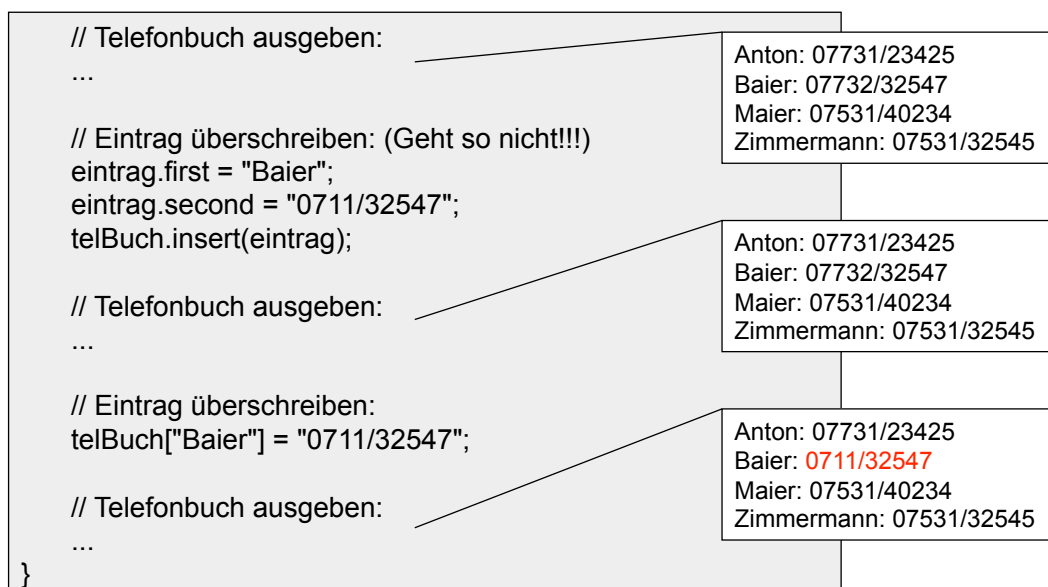 // Telefonbuch ausgeben:
...
Anton: 07731/23425
Baier: 07732/32547
Maier: 07531/40234
Zimmermann: 07531/32545
// Eintrag überschreiben: (Geht so nicht!!!)
eintrag.first = "Baier";
eintrag.second = "0711/32547";
telBuch.insert(eintrag);
// Telefonbuch ausgeben:
...
Anton: 07731/23425
Baier: 07732/32547
Maier: 07531/40234
Zimmermann: 07531/32545
// Eintrag überschreiben:
telBuch["Baier"] = "0711/32547";
// Telefonbuch ausgeben:
...
Anton: 07731/23425
Baier: 0711/32547
Maier: 07531/40234
Zimmermann: 07531/32545
}